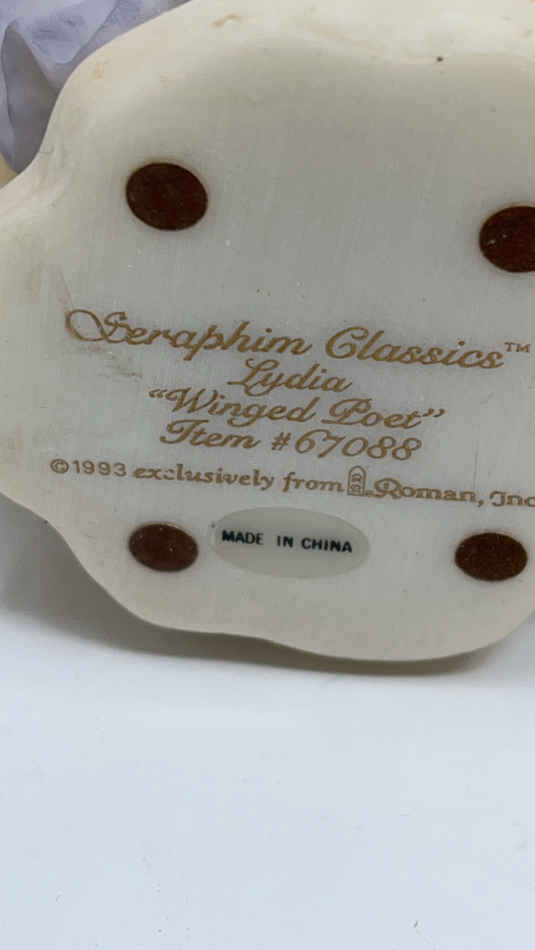 Seraphim Classics™
Lydia
"Winged Poet"
Item #67088
©1993 exclusively from Roman, Inc
MADE IN CHINA